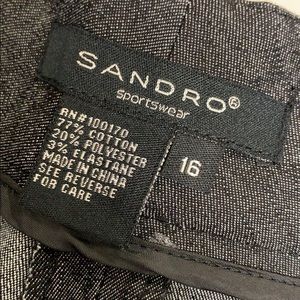 SANDRO®
Sportswear
RN#100170
77% COTTON
20% POLYESTER
3% ELASTANE
MADE IN CHINA
SEE REVERSE
FOR CARE
16